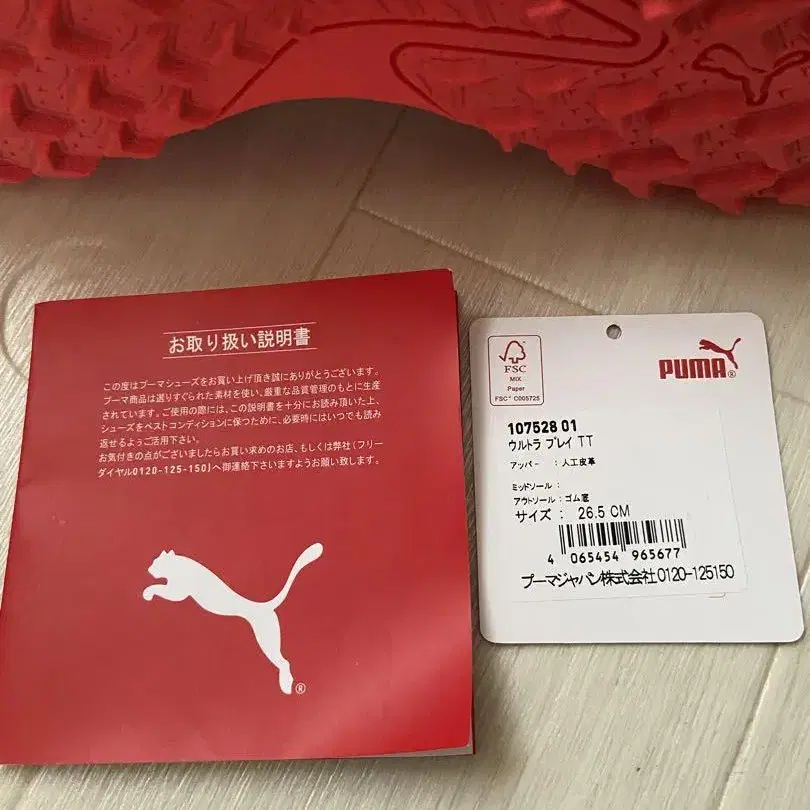 お取り扱い説明書
この度はプーマシューズをお買い上げ頂き誠にありがとうございます。
プーマ商品は選りすぐられた素材を使い、厳重な品質管理のもとに生産
されています。ご使用の際には、この説明書を十分にお読み頂いた上、
シューズをベストコンディションに保つために、必要時にはいつでも読み
返せるようご活用下さい。
お気付きの点がございましたらお買い求めのお店、もしくは弊社(フリー
ダイヤル0120-125-150)へ御連絡下さいますようお願い致します。
®
FSC
MIX
Paper
FSC® C005725
PUMA®
107528 01
ウルトラ プレイ TT
アッパー : 人工皮革
ミッドソール :
アウトソール : ゴム底
サイズ : 26.5 CM
4 065454 965677
プーマジャパン株式会社 0120-125150